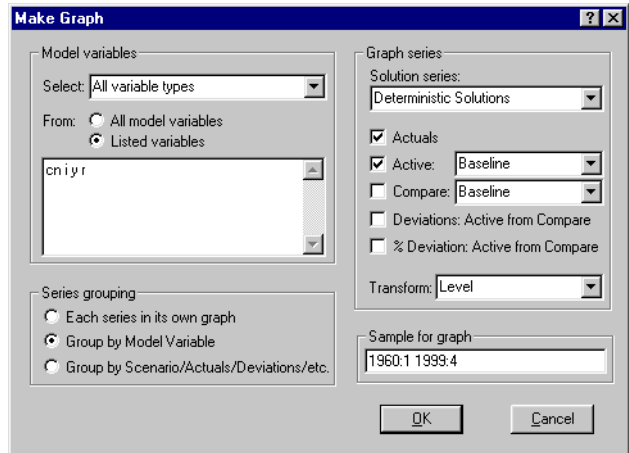 Make Graph
Model variables
Select: All variable types
From: All model variables
Listed variables
cn i y r
Series grouping
Each series in its own graph
Group by Model Variable
Group by Scenario/Actuals/Deviations/etc.
Graph series
Solution series:
Deterministic Solutions
Actuals
Active: Baseline
Compare: Baseline
Deviations: Active from Compare
% Deviation: Active from Compare
Transform: Level
Sample for graph
1960:1 1999:4
OK Cancel